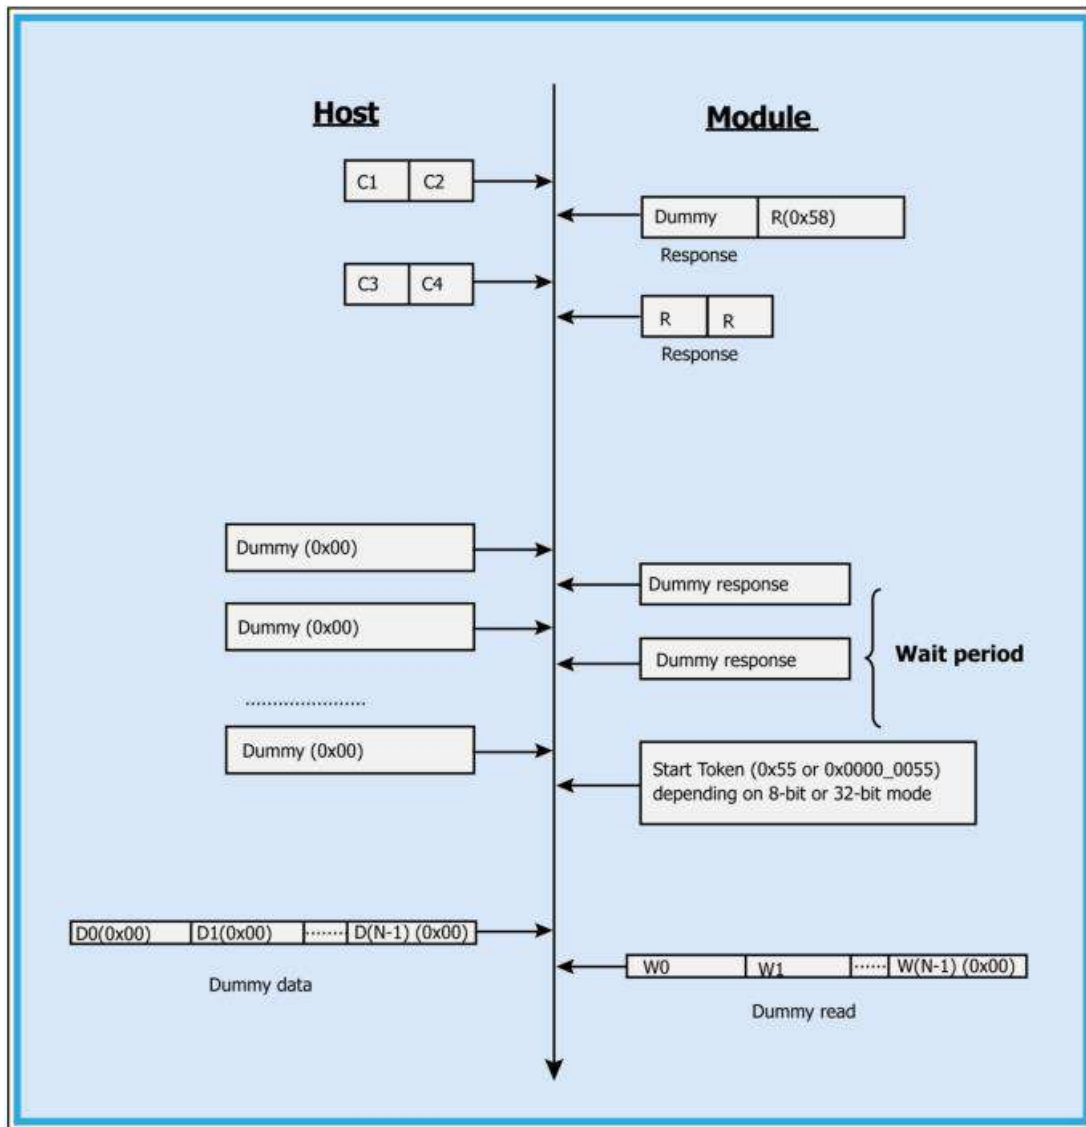 Host
Module
C1 C2
Dummy R(0x58)
Response
C3 C4
R R
Response
Dummy (0x00)
Dummy response
Dummy (0x00)
Dummy response
Wait period
.......................
Dummy (0x00)
Start Token (0x55 or 0x0000_0055)
depending on 8-bit or 32-bit mode
D0(0x00) D1(0x00) ....... D(N-1) (0x00)
Dummy data
W0 W1 ...... W(N-1) (0x00)
Dummy read